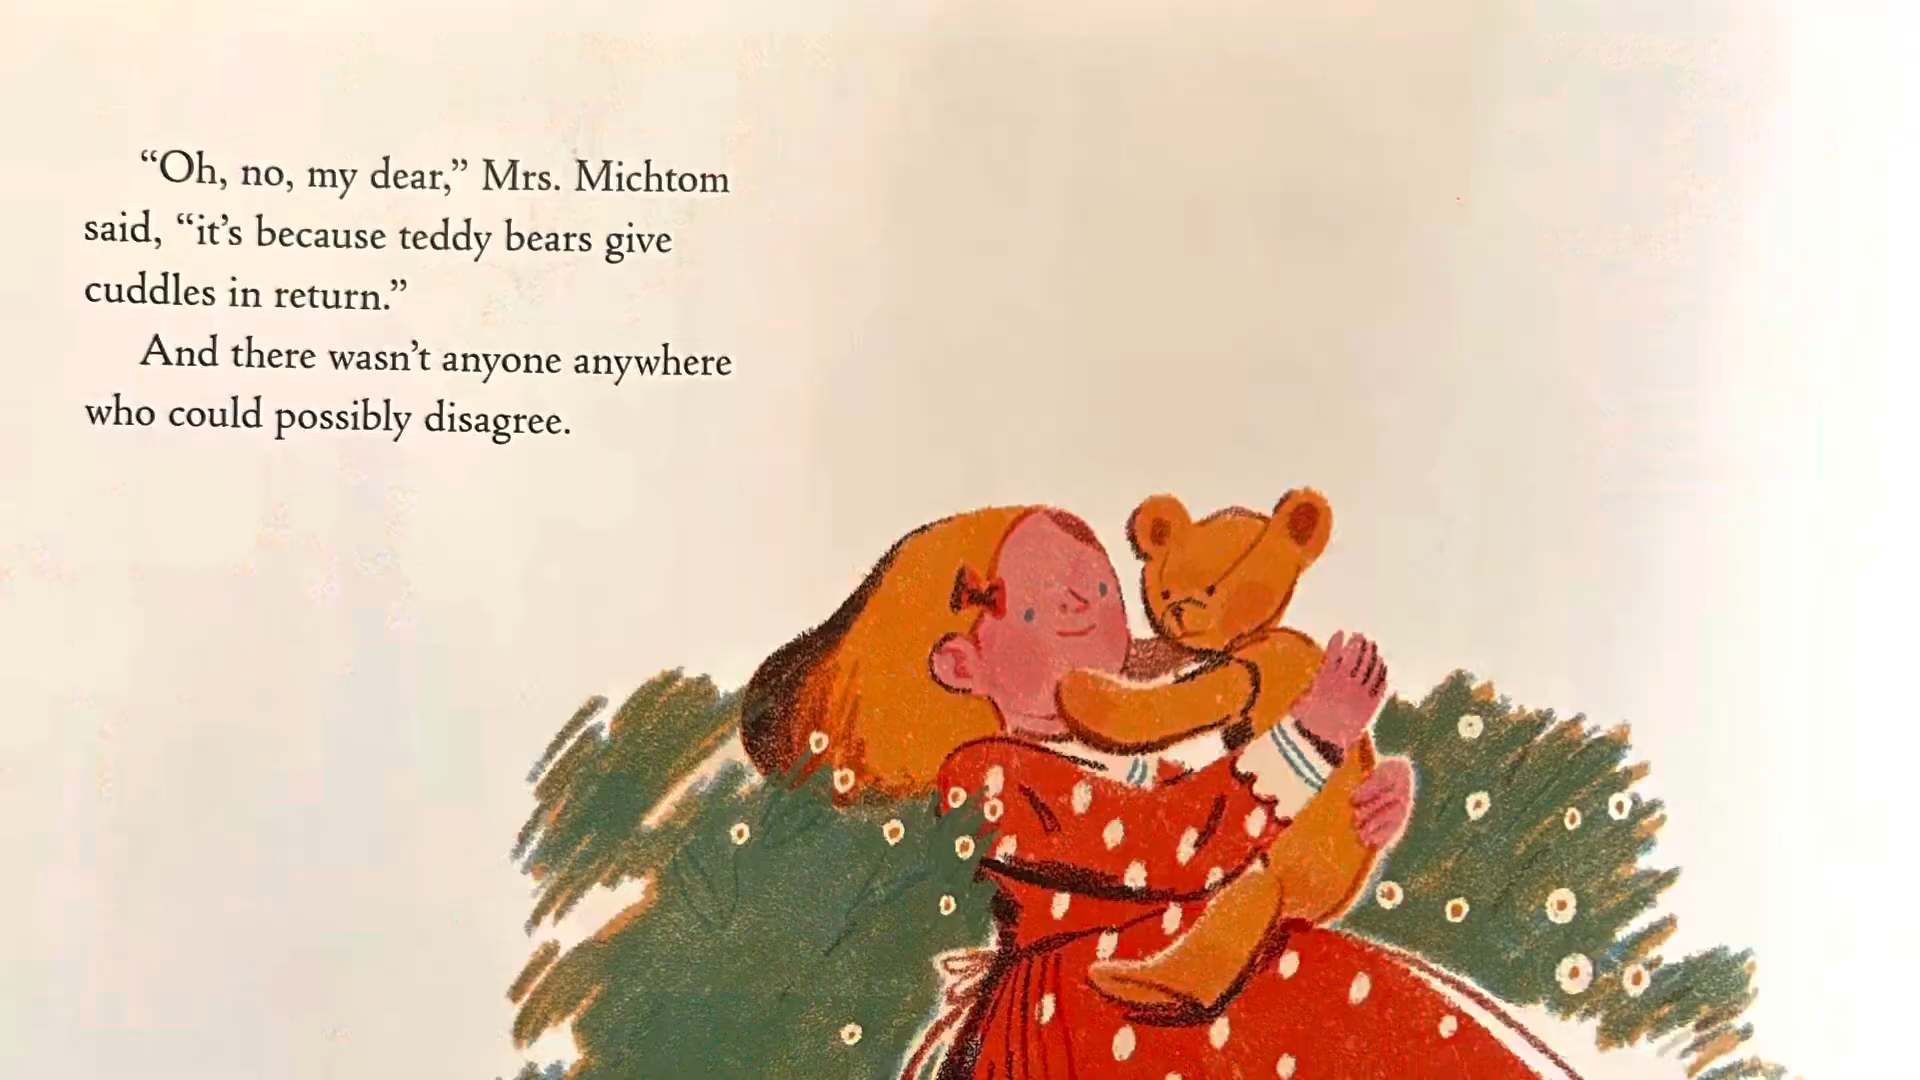 “Oh, no, my dear,” Mrs. Michtom
said, “it’s because teddy bears give
cuddles in return.”
And there wasn’t anyone anywhere
who could possibly disagree.